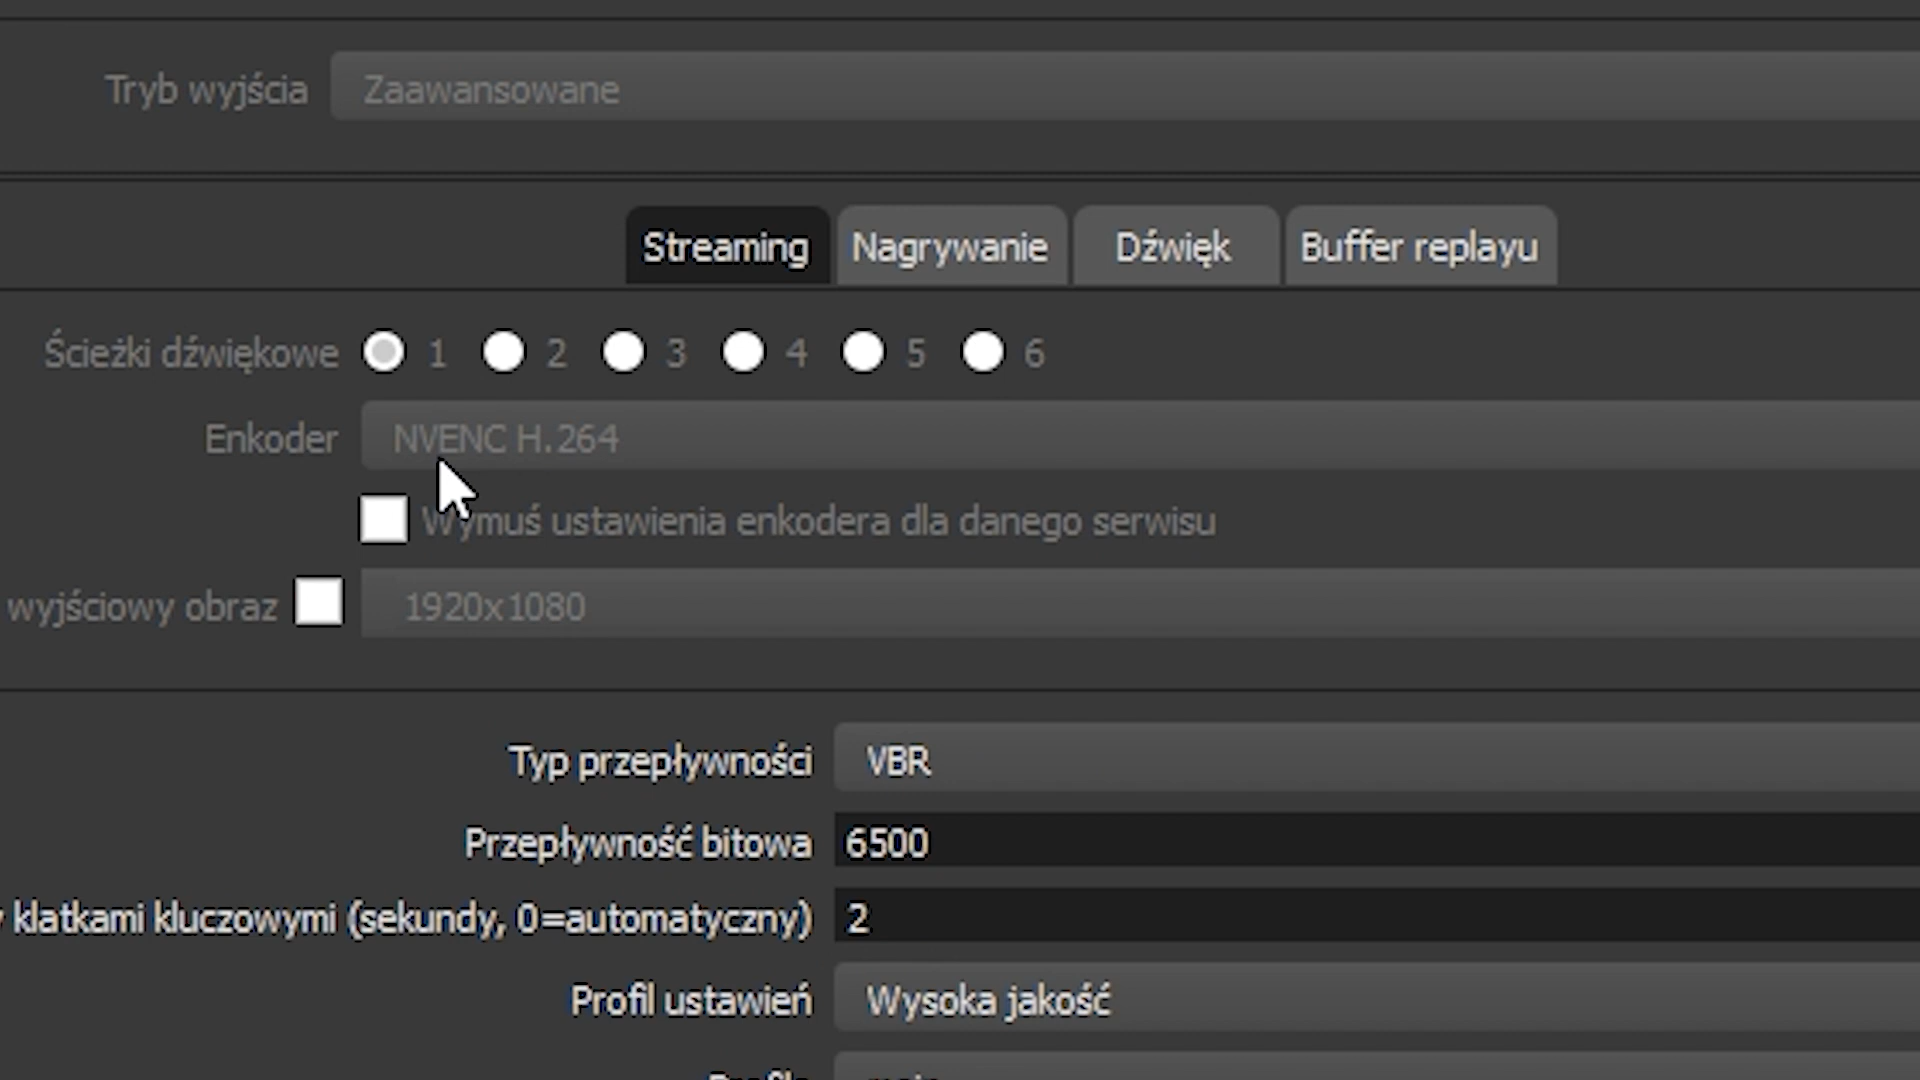 Tryb wyjścia Zaawansowane
Streaming Nagrywanie Dźwięk Buffer replayu
Ścieżki dźwiękowe 1 2 3 4 5 6
Enkoder NVENC H.264
Wymuś ustawienia enkodera dla danego serwisu
wyjściowy obraz 1920x1080
Typ przepływności VBR
Przepływność bitowa 6500
klatkami kluczowymi (sekundy, 0=automatyczny) 2
Profil ustawień Wysoka jakość